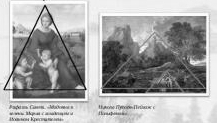 Рафаэль Санти. «Мадонна в
зелени Мария с младенцем и
Иоанном Крестителем»
Никола Пуссен-Пейзаж с
Полифемом»